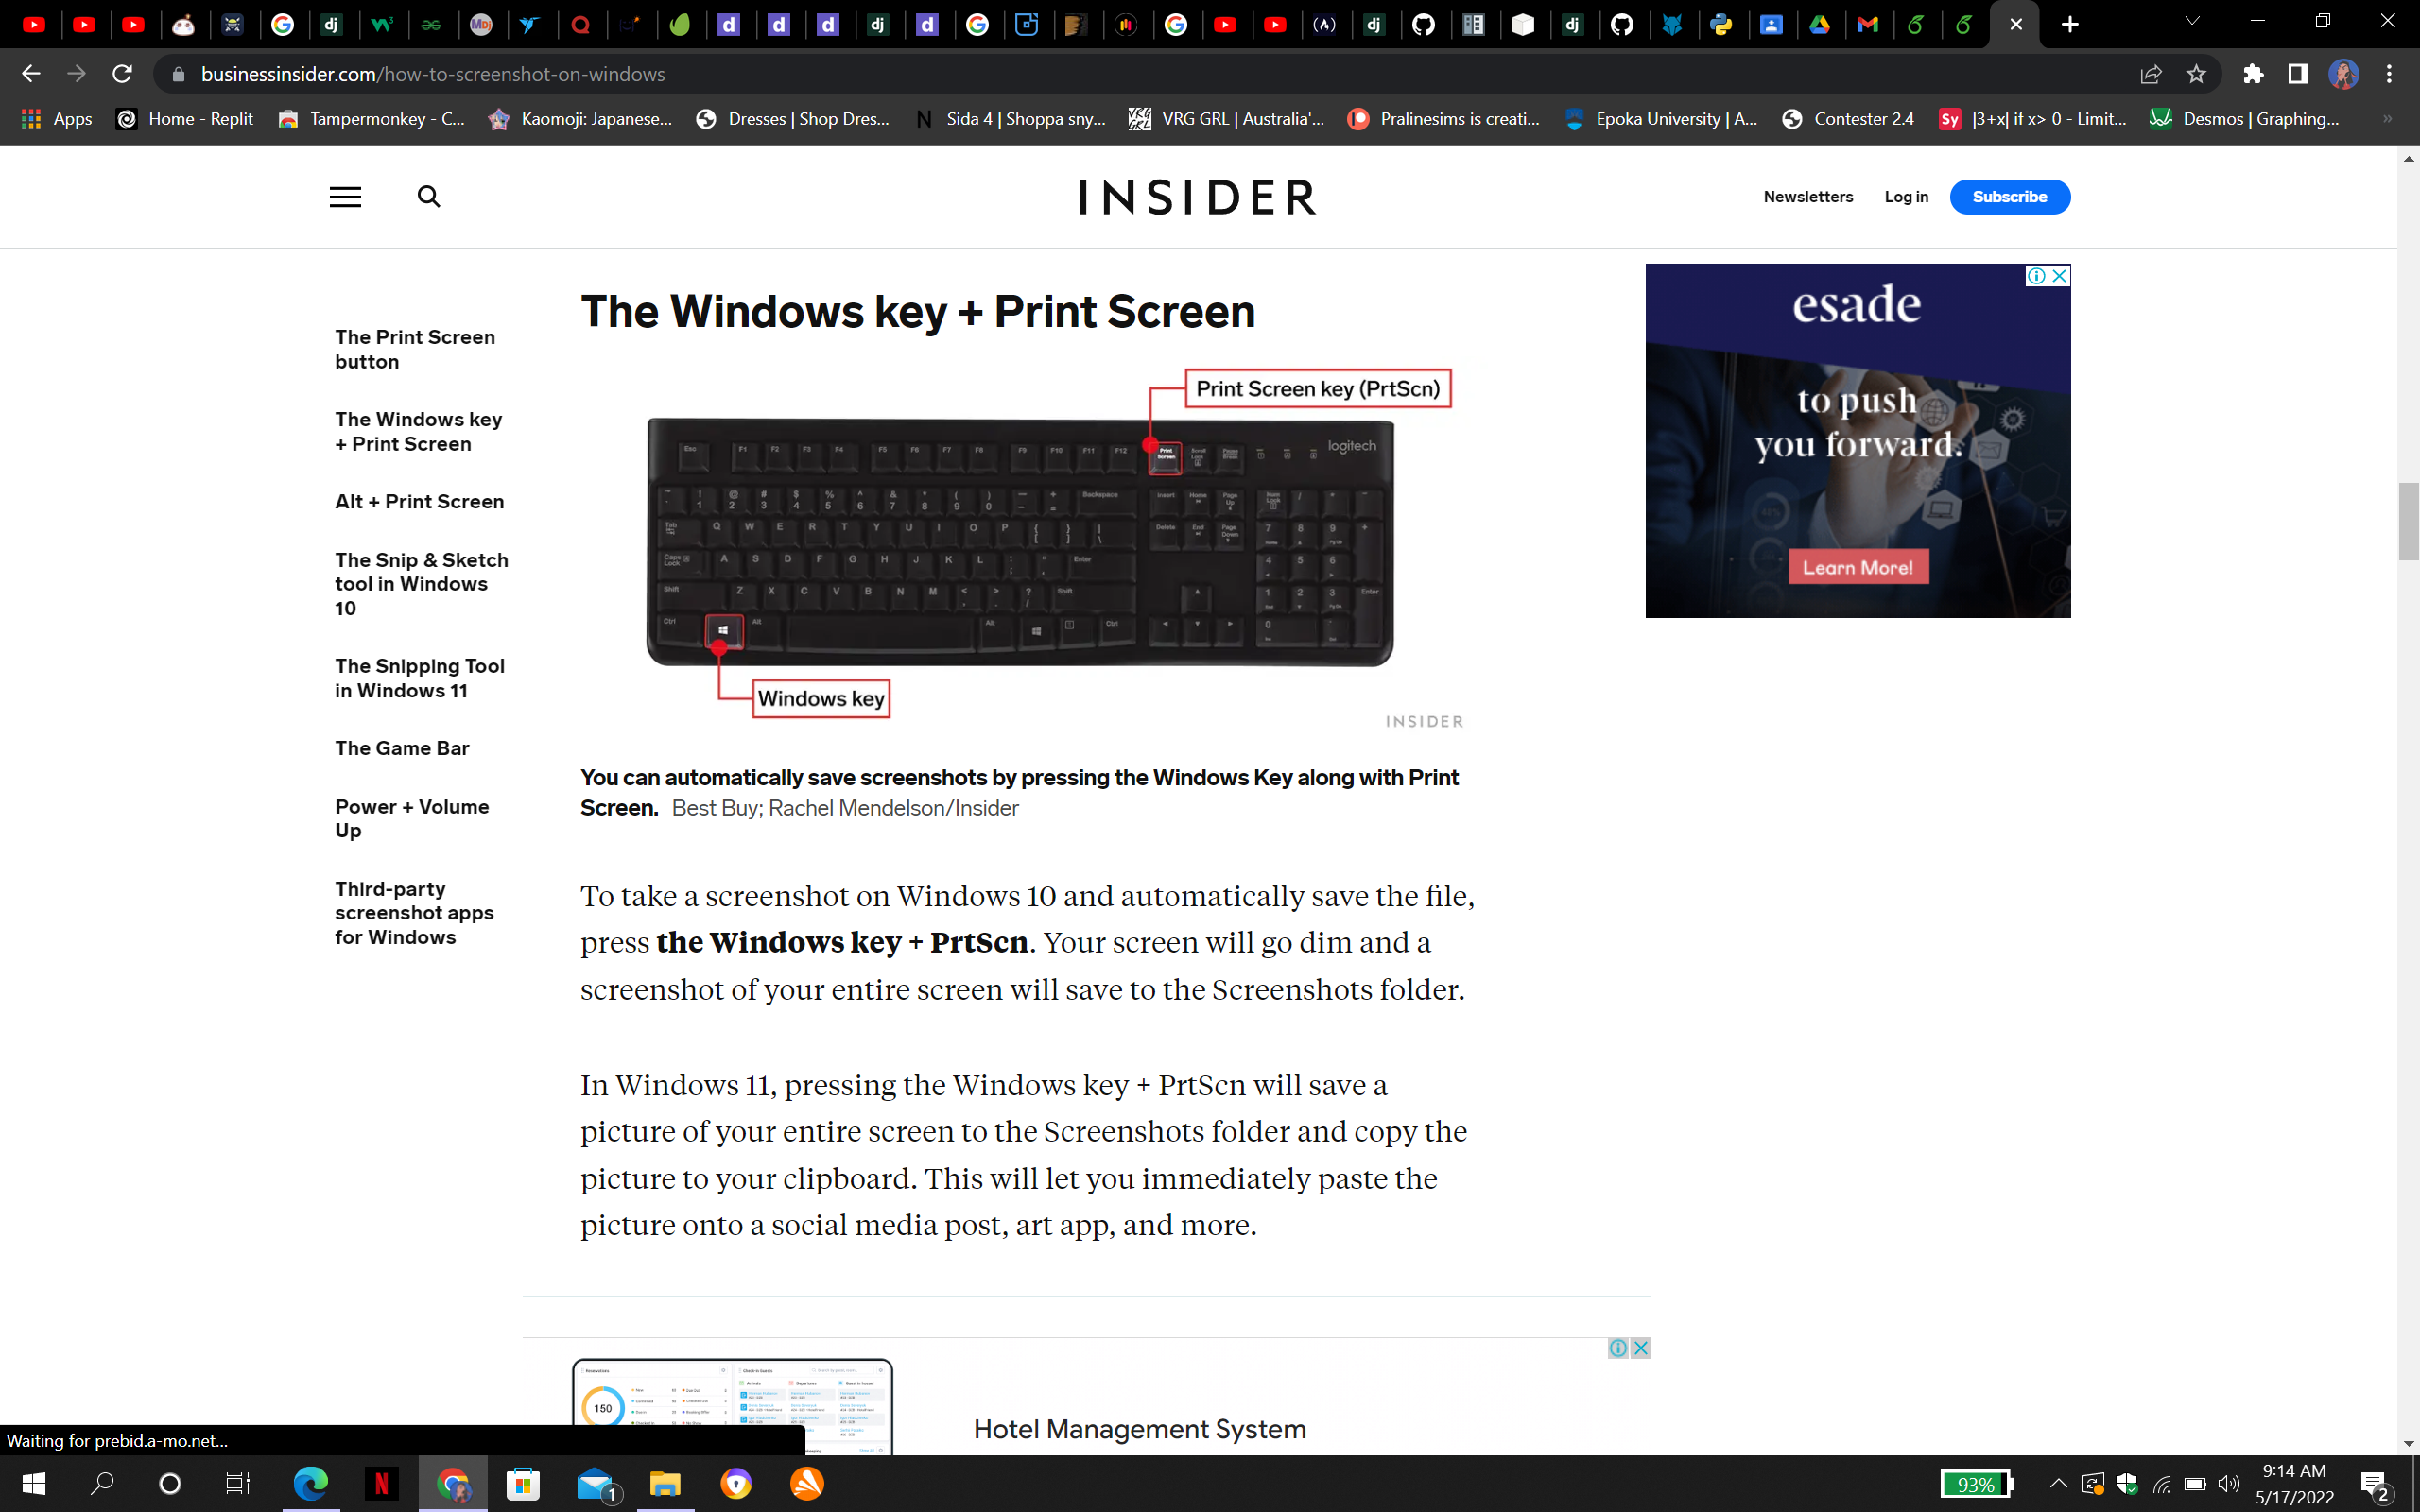 businessinsider.com/how-to-screenshot-on-windows
Apps
Home - Replit
Tampermonkey - C...
Kaomoji: Japanese...
Dresses | Shop Dres...
Sida 4 | Shoppa sny...
VRG GRL | Australia'...
Pralinesims is creati...
Epoka University | A...
Contester 2.4
|3+x| if x> 0 - Limit...
Desmos | Graphing...
INSIDER
Newsletters
Log in
Subscribe
The Print Screen
button
The Windows key
+ Print Screen
Alt + Print Screen
The Snip & Sketch
tool in Windows
10
The Snipping Tool
in Windows 11
The Game Bar
Power + Volume
Up
Third-party
screenshot apps
for Windows
The Windows key + Print Screen
Print Screen key (PrtScn)
logitech
Windows key
INSIDER
You can automatically save screenshots by pressing the Windows Key along with Print
Screen. Best Buy; Rachel Mendelson/Insider
To take a screenshot on Windows 10 and automatically save the file,
press the Windows key + PrtScn. Your screen will go dim and a
screenshot of your entire screen will save to the Screenshots folder.
In Windows 11, pressing the Windows key + PrtScn will save a
picture of your entire screen to the Screenshots folder and copy the
picture to your clipboard. This will let you immediately paste the
picture onto a social media post, art app, and more.
esade
to push
you forward.
Learn More!
150
Hotel Management System
Waiting for prebid.a-mo.net...
1
93%
9:14 AM
5/17/2022
2